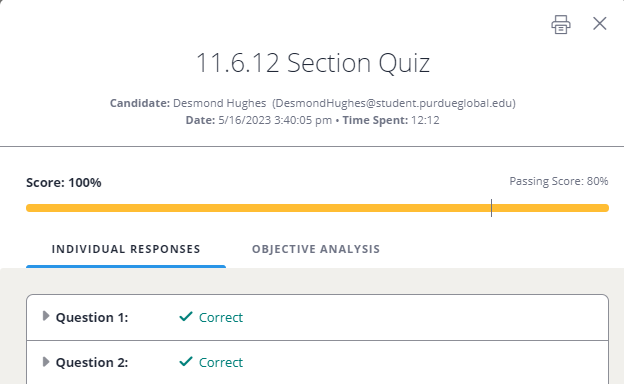 11.6.12 Section Quiz
Candidate: Desmond Hughes (DesmondHughes@student.purdueglobal.edu)
Date: 5/16/2023 3:40:05 pm • Time Spent: 12:12
Score: 100%
Passing Score: 80%
INDIVIDUAL RESPONSES
OBJECTIVE ANALYSIS
Question 1: Correct
Question 2: Correct